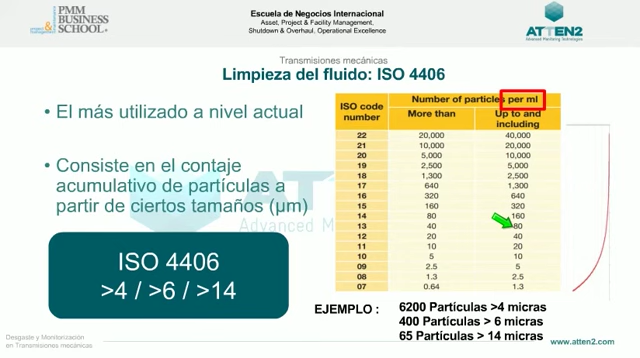 PMM
BUSINESS
SCHOOL
Escuela de Negocios Internacional
Asset, Project & Facility Management,
Shutdown & Overhaul, Operational Excellence
ATTEN2
Advanced Monitoring Technologies
Transmisiones mecánicas
Limpieza del fluido: ISO 4406
• El más utilizado a nivel actual
• Consiste en el contaje
acumulativo de partículas a
partir de ciertos tamaños (µm)
ISO 4406
>4 / >6 / >14
ISO code number Number of particles per ml
More than Up to and including
22 20,000 40,000
21 10,000 20,000
20 5,000 10,000
19 2,500 5,000
18 1,300 2,500
17 640 1,300
16 320 640
15 160 320
14 80 160
13 40 80
12 20 40
11 10 20
10 5 10
09 2.5 5
08 1.3 2.5
07 0.64 1.3
EJEMPLO : 6200 Partículas >4 micras
400 Partículas > 6 micras
65 Partículas > 14 micras
Desgaste y Monitorización
en Transmisiones mecánicas
www.atten2.com